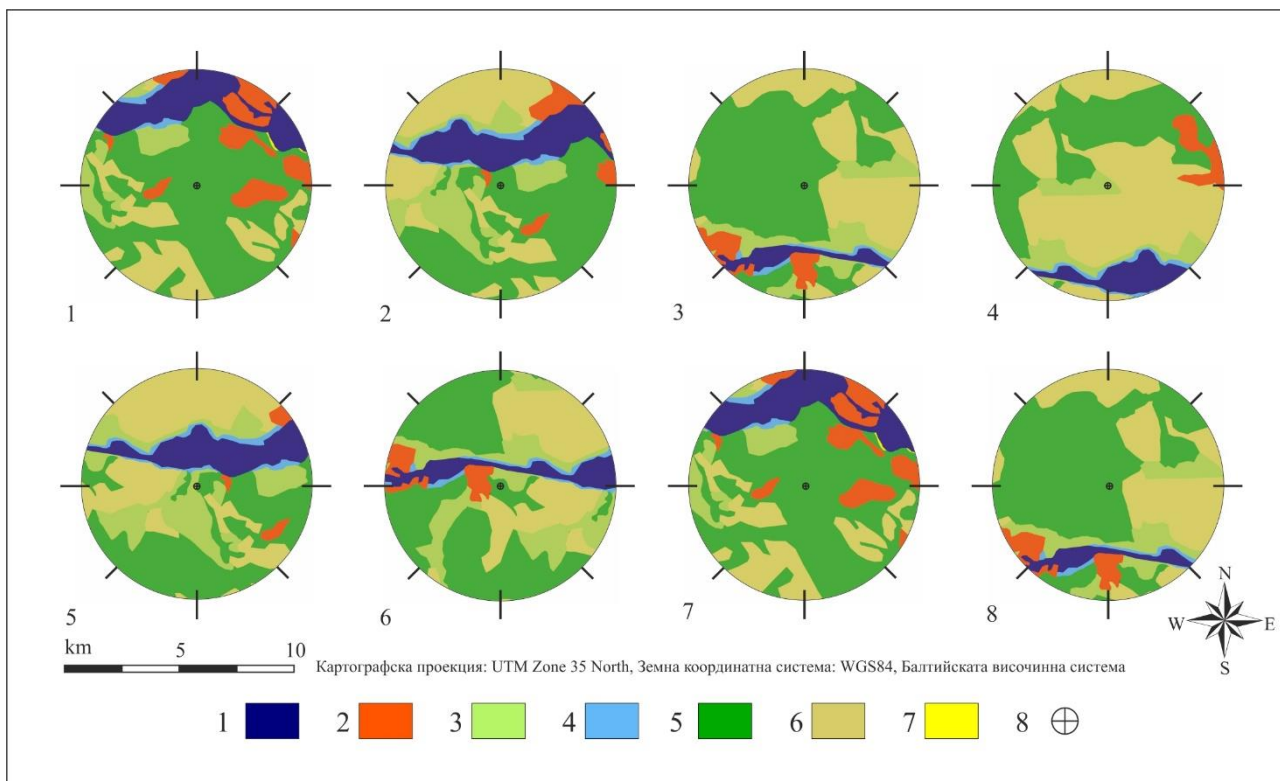 1 2 3 4
5 6 7 8
N
W E
S
km 5 10
Картографска проекция: UTM Zone 35 North, Земна координатна система: WGS84, Балтийската височинна система
1 2 3 4 5 6 7 8